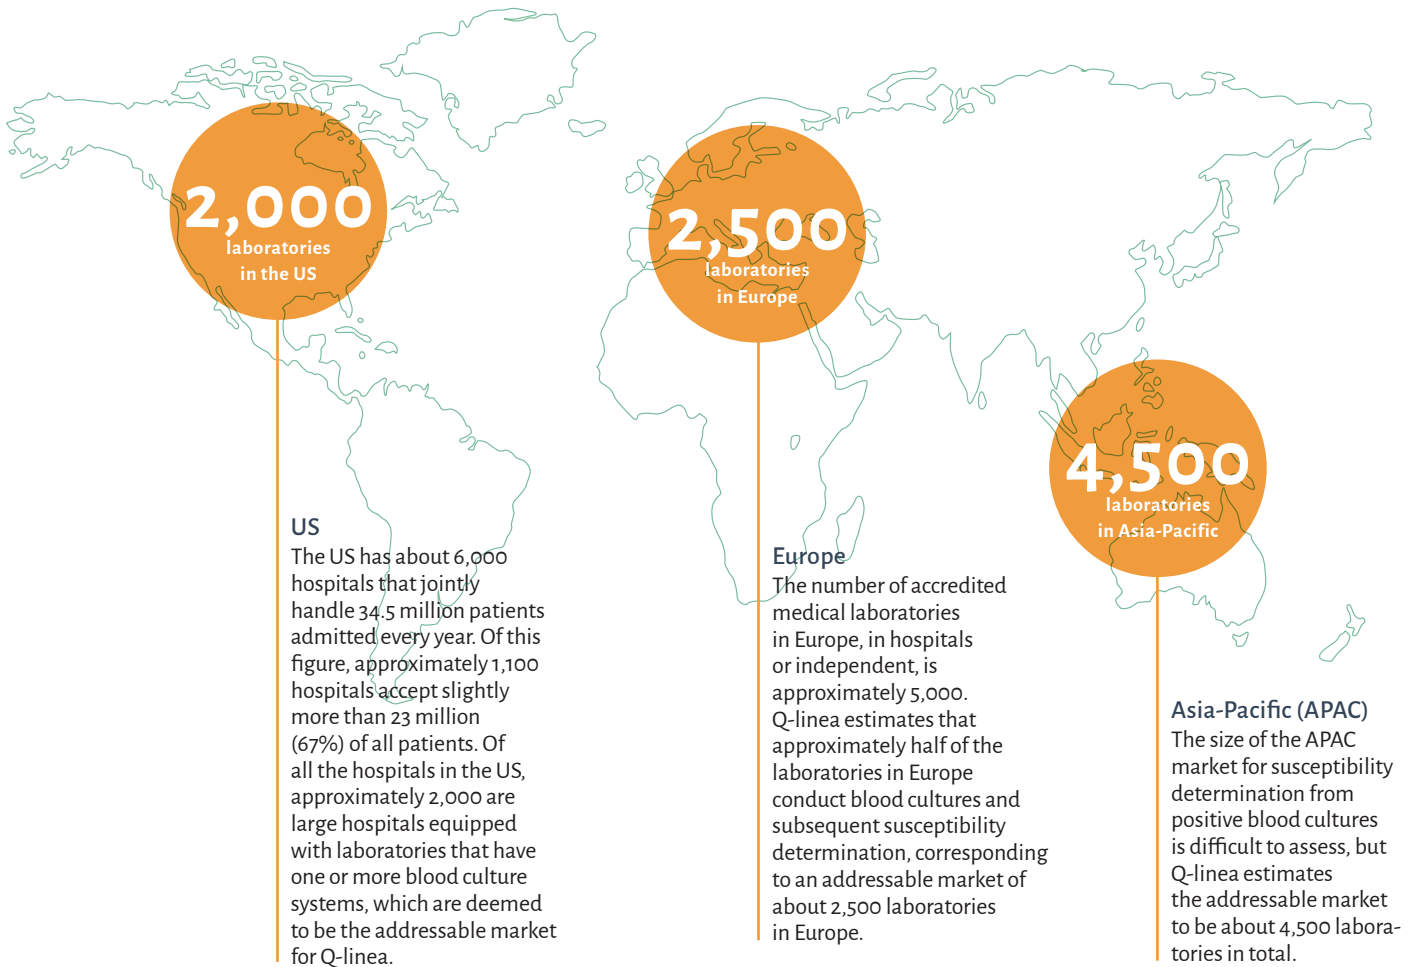 2,000
laboratories
in the US
2,500
laboratories
in Europe
4,500
laboratories
in Asia-Pacific
US
The US has about 6,000
hospitals that jointly
handle 34.5 million patients
admitted every year. Of this
figure, approximately 1,100
hospitals accept slightly
more than 23 million
(67%) of all patients. Of
all the hospitals in the US,
approximately 2,000 are
large hospitals equipped
with laboratories that have
one or more blood culture
systems, which are deemed
to be the addressable market
for Q-linea.
Europe
The number of accredited
medical laboratories
in Europe, in hospitals
or independent, is
approximately 5,000.
Q-linea estimates that
approximately half of the
laboratories in Europe
conduct blood cultures and
subsequent susceptibility
determination, corresponding
to an addressable market of
about 2,500 laboratories
in Europe.
Asia-Pacific (APAC)
The size of the APAC
market for susceptibility
determination from
positive blood cultures
is difficult to assess, but
Q-linea estimates
the addressable market
to be about 4,500 labora-
tories in total.